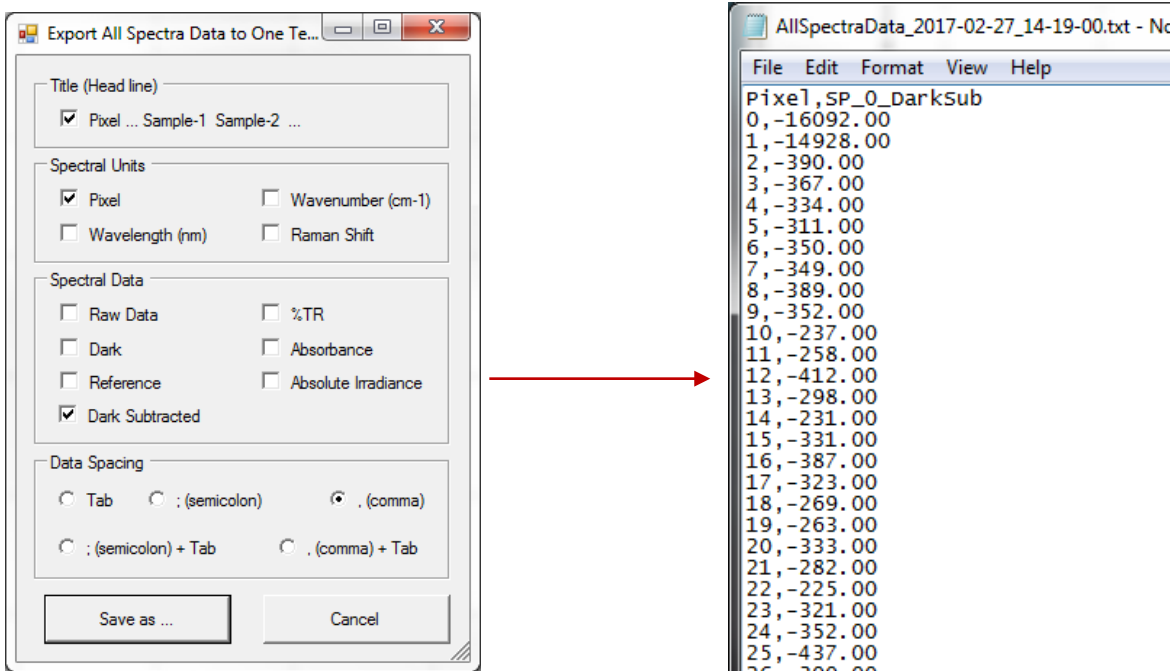 Export All Spectra Data to One Te...
Title (Head line)
Pixel ... Sample-1 Sample-2 ...
Spectral Units
Pixel
Wavenumber (cm-1)
Wavelength (nm)
Raman Shift
Spectral Data
Raw Data
%TR
Dark
Absorbance
Reference
Absolute Irradiance
Dark Subtracted
Data Spacing
Tab
; (semicolon)
, (comma)
; (semicolon) + Tab
, (comma) + Tab
Save as ...
Cancel
AllSpectraData_2017-02-27_14-19-00.txt - No
File Edit Format View Help
Pixel,SP_0_DarkSub
0,-16092.00
1,-14928.00
2,-390.00
3,-367.00
4,-334.00
5,-311.00
6,-350.00
7,-349.00
8,-389.00
9,-352.00
10,-237.00
11,-258.00
12,-412.00
13,-298.00
14,-231.00
15,-331.00
16,-387.00
17,-323.00
18,-269.00
19,-263.00
20,-333.00
21,-282.00
22,-225.00
23,-321.00
24,-352.00
25,-437.00